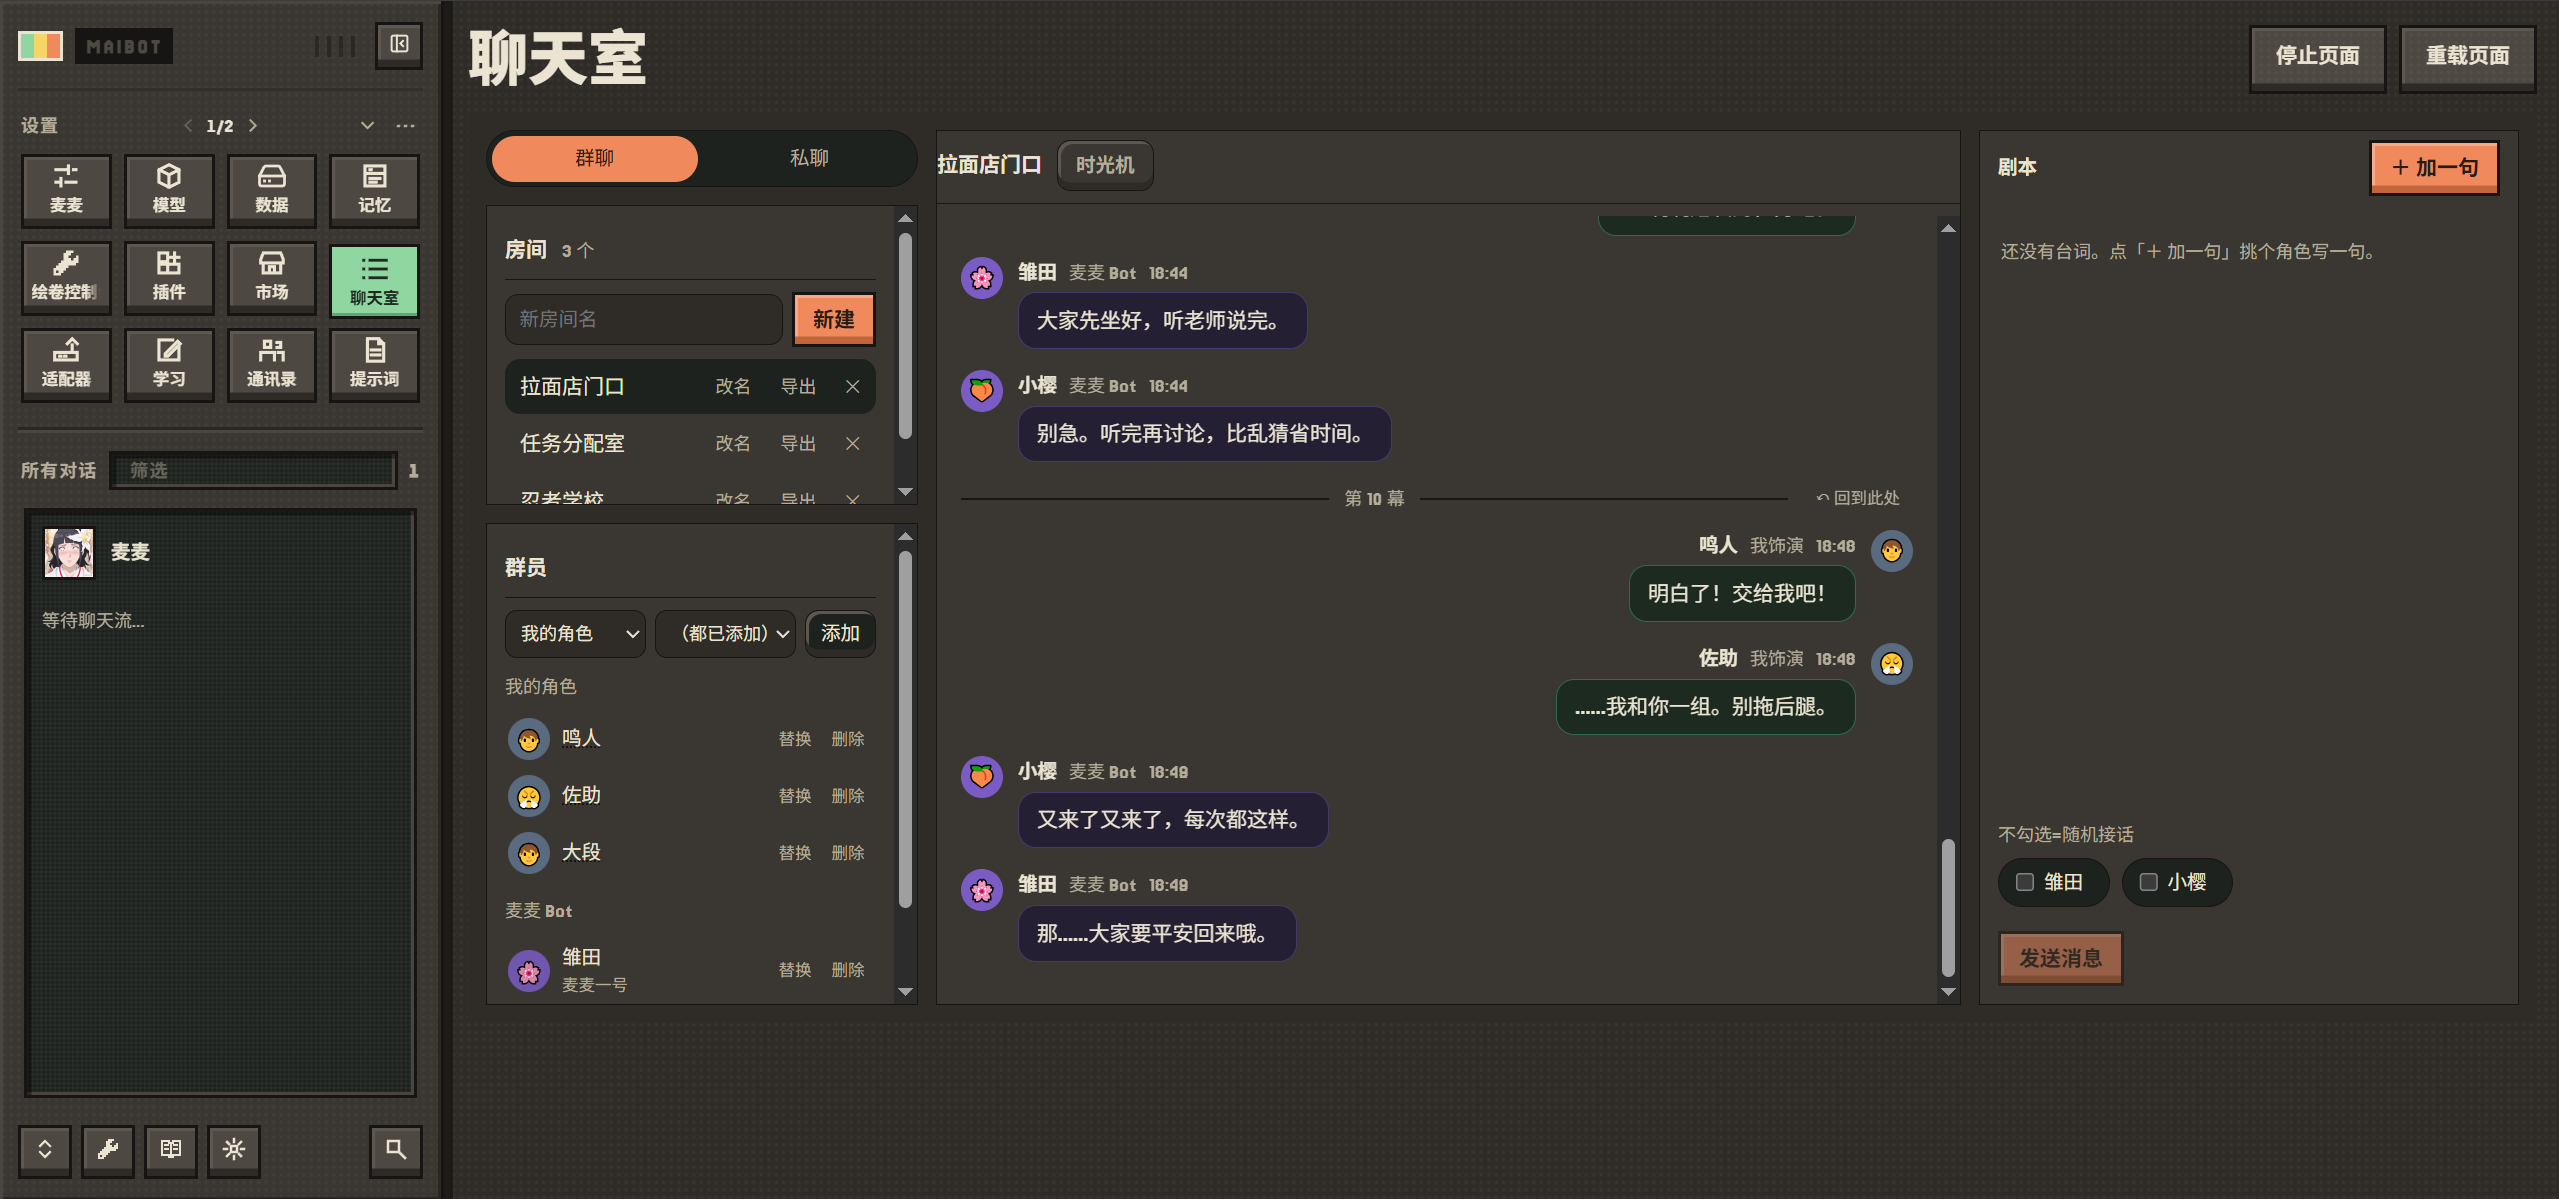 MAIBOT
设置
1/2
麦麦
模型
数据
记忆
绘卷控制
插件
市场
聊天室
适配器
学习
通讯录
提示词
所有对话
筛选
1
麦麦
等待聊天流...
聊天室
停止页面
重载页面
群聊
私聊
房间 3 个
新房间名
新建
拉面店门口 改名 导出 ×
任务分配室 改名 导出 ×
忍者学校 改名 导出 ×
群员
我的角色
(都已添加)
添加
我的角色
鸣人 替换 删除
佐助 替换 删除
大段 替换 删除
麦麦 Bot
雏田 替换 删除
麦麦一号
拉面店门口
时光机
雏田 麦麦 Bot 18:44
大家先坐好，听老师说完。
小樱 麦麦 Bot 18:44
别急。听完再讨论，比乱猜省时间。
第 10 幕
↶ 回到此处
鸣人 我饰演 18:48
明白了！交给我吧！
佐助 我饰演 18:48
……我和你一组。别拖后腿。
小樱 麦麦 Bot 18:49
又来了又来了，每次都这样。
雏田 麦麦 Bot 18:49
那……大家要平安回来哦。
剧本
＋ 加一句
还没有台词。点「＋ 加一句」挑个角色写一句。
不勾选=随机接话
雏田
小樱
发送消息